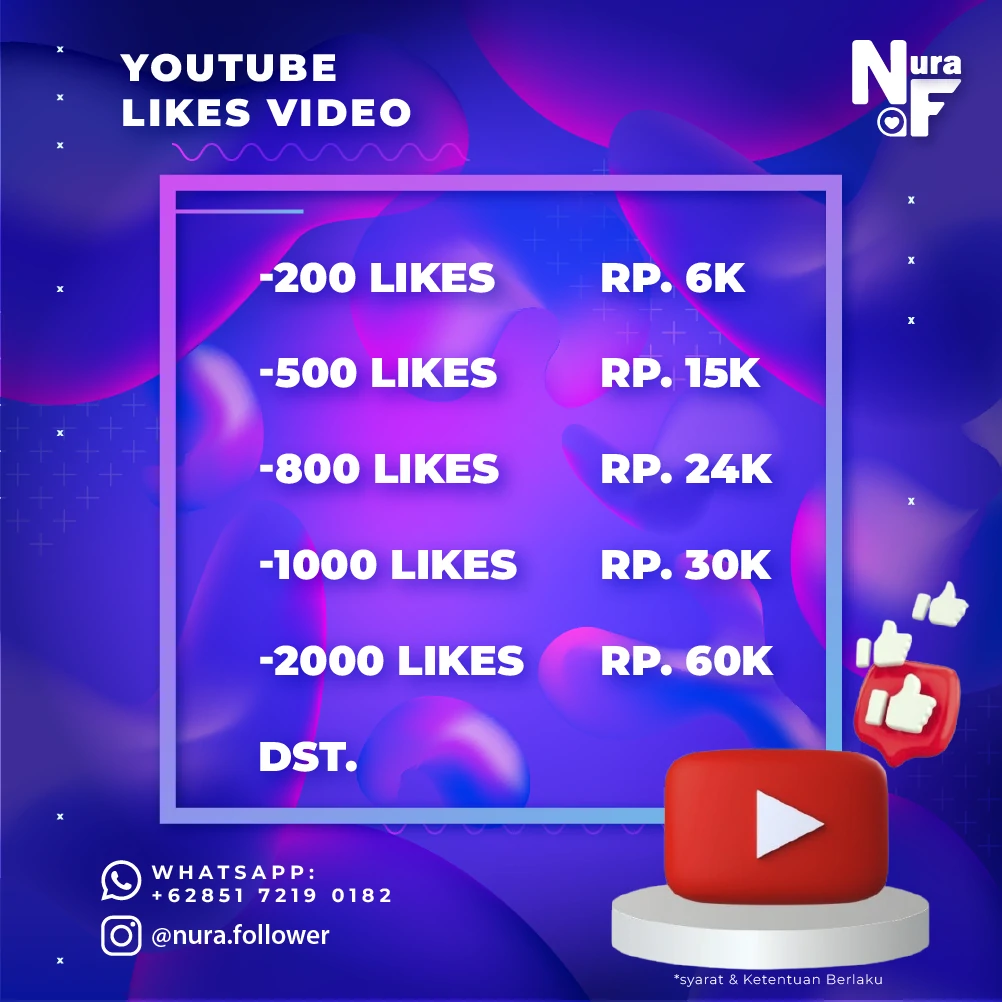 YOUTUBE
LIKES VIDEO
Nura
F
-200 LIKES RP. 6K
-500 LIKES RP. 15K
-800 LIKES RP. 24K
-1000 LIKES RP. 30K
-2000 LIKES RP. 60K
DST.
WHATSAPP:
+62851 7219 0182
@nura.follower
*syarat & Ketentuan Berlaku